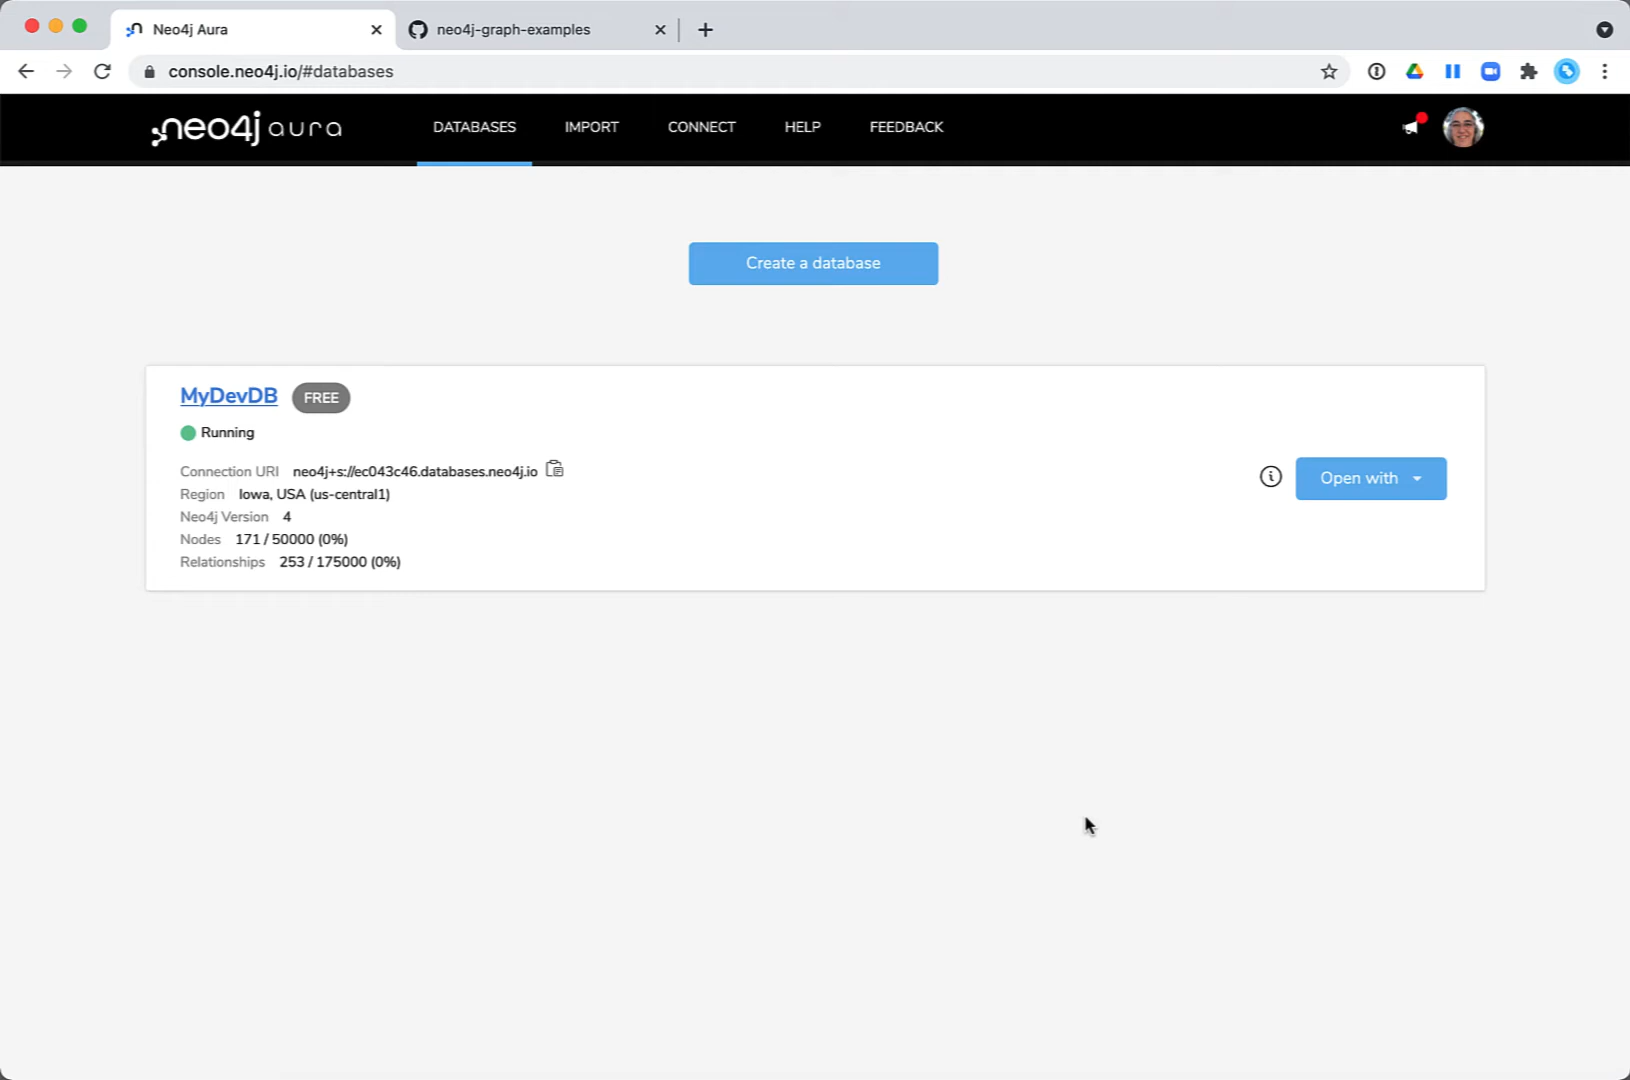 Neo4j Aura
neo4j-graph-examples
console.neo4j.io/#databases
neo4j aura
DATABASES
IMPORT
CONNECT
HELP
FEEDBACK
Create a database
MyDevDB FREE
Running
Connection URI neo4j+s://ec043c46.databases.neo4j.io
Region Iowa, USA (us-central1)
Neo4j Version 4
Nodes 171 / 50000 (0%)
Relationships 253 / 175000 (0%)
Open with